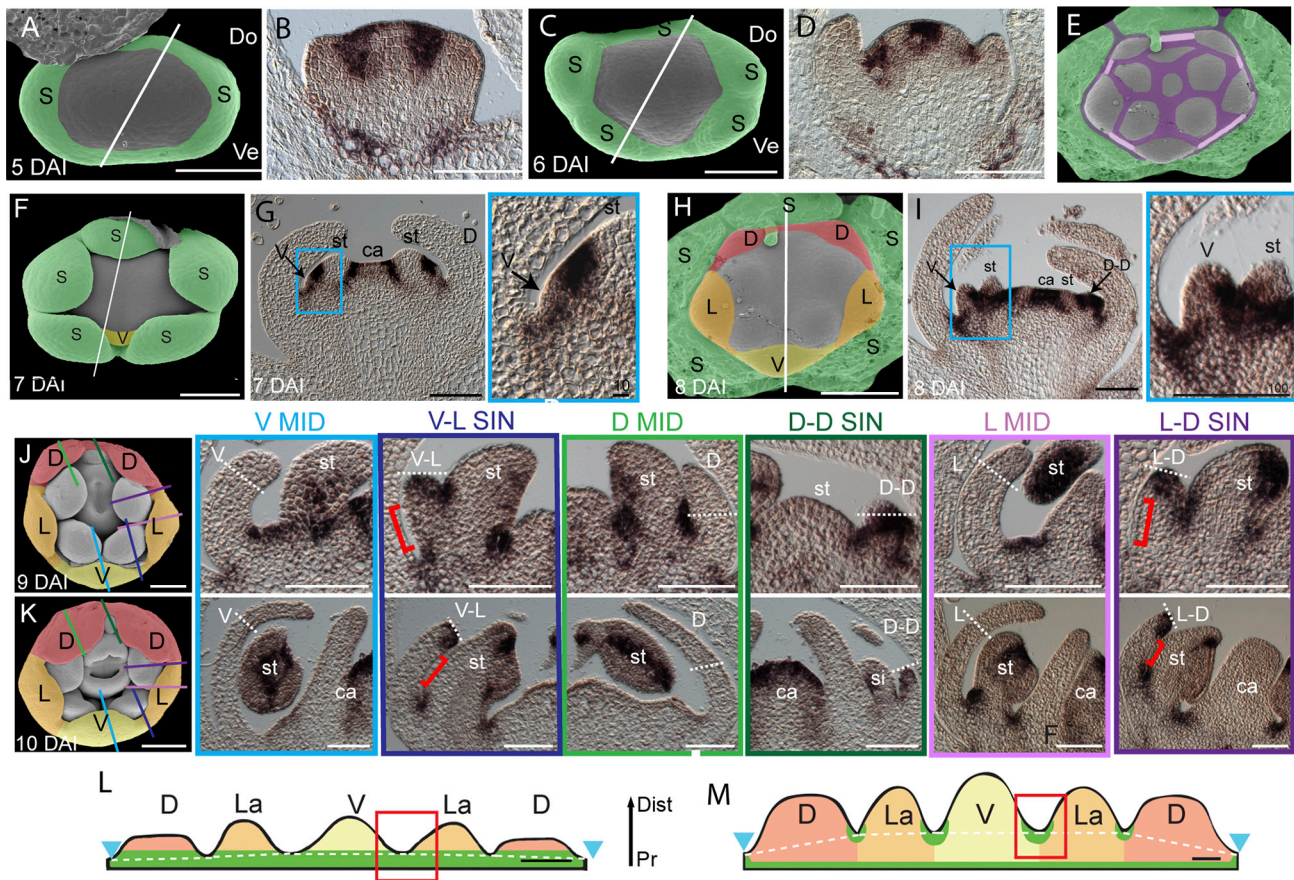 A
Do
S
S
Ve
5 DAI
B
C
S
Do
S
S
S
S
Ve
6 DAI
D
E
F
S
S
S
S
S
V
7 DAI
G
V
st
ca
st
D
7 DAI
st
V
10
H
S
D
D
L
L
S
S
V
8 DAI
I
V
st
ca st
D-D
8 DAI
V
st
100
V MID
V-L SIN
D MID
D-D SIN
L MID
L-D SIN
J
D
D
L
L
V
9 DAI
V
st
V-L
st
D
st
D-D
st
L
st
L-D
st
K
D
D
L
L
V
10 DAI
V
st
ca
V-L
st
D
st
D-D
ca
si
L
st
ca
F
L-D
st
ca
L
D
La
V
La
D
Dist
Pr
M
D
La
V
La
D